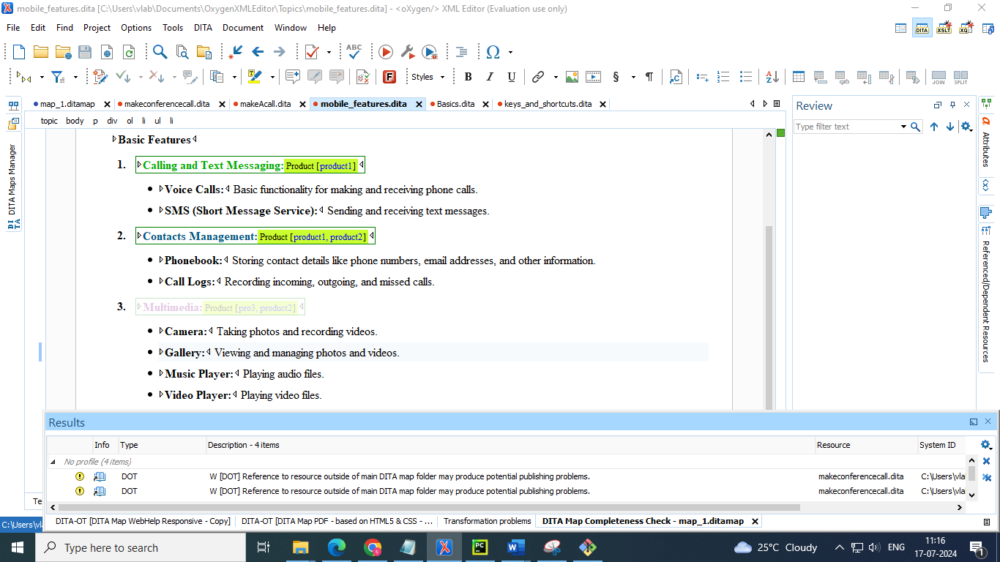 mobile_features.dita [C:\Users\vlab\Documents\OxygenXMLEditor\Topics\mobile_features.dita] - <oXygen/> XML Editor (Evaluation use only)
File Edit Find Project Options Tools DITA Document Window Help
DITA XSLT XQ
ABC
Styles B I U § ¶ JOIN SPLIT
map_1.ditamap makeconferencecall.dita makeAcall.dita mobile_features.dita Basics.dita keys_and_shortcuts.dita
Review
topic body p div ol li ul li
Type filter text
DITA Maps Manager
Attributes
Referenced/Dependent Resources
Basic Features
1. Calling and Text Messaging: Product [product1]
• Voice Calls: Basic functionality for making and receiving phone calls.
• SMS (Short Message Service): Sending and receiving text messages.
2. Contacts Management: Product [product1, product2]
• Phonebook: Storing contact details like phone numbers, email addresses, and other information.
• Call Logs: Recording incoming, outgoing, and missed calls.
3. Multimedia: Product [pro3, product2]
• Camera: Taking photos and recording videos.
• Gallery: Viewing and managing photos and videos.
• Music Player: Playing audio files.
• Video Player: Playing video files.
Results
Info Type Description - 4 items Resource System ID
No profile (4 items)
DOT W [DOT] Reference to resource outside of main DITA map folder may produce potential publishing problems. makeconferencecall.dita C:\Users\vla
DOT W [DOT] Reference to resource outside of main DITA map folder may produce potential publishing problems. makeconferencecall.dita C:\Users\vla
Te
C:\Users\vla DITA-OT [DITA Map WebHelp Responsive - Copy] DITA-OT [DITA Map PDF - based on HTML5 & CSS - ... Transformation problems DITA Map Completeness Check - map_1.ditamap
Type here to search
25°C Cloudy ENG 11:16
17-07-2024
1